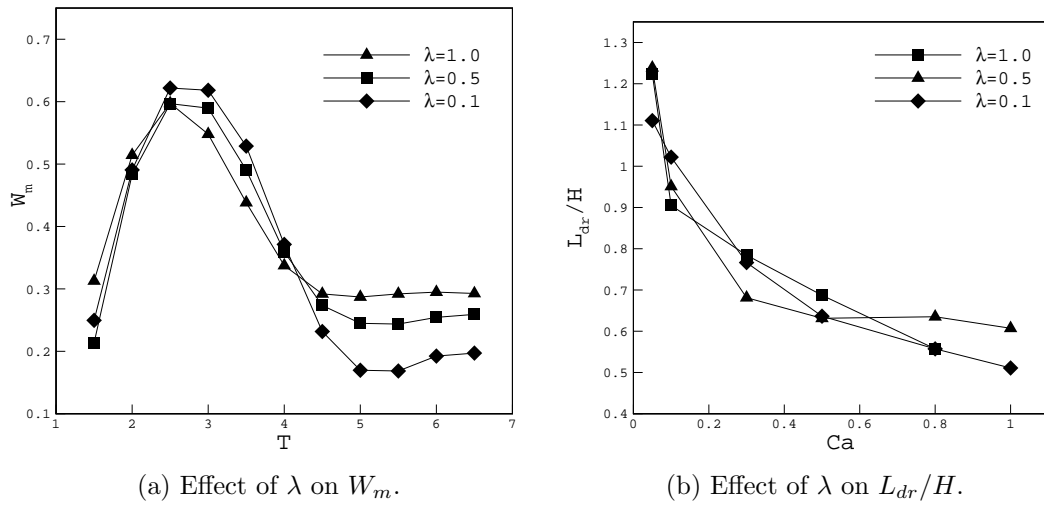 0.7
0.6
0.5
0.4
0.3
0.2
0.1
W_m
1 2 3 4 5 6 7
T
λ=1.0
λ=0.5
λ=0.1
1.3
1.2
1.1
1
0.9
0.8
0.7
0.6
0.5
0.4
L_dr/H
0 0.2 0.4 0.6 0.8 1
Ca
λ=1.0
λ=0.5
λ=0.1
(a) Effect of λ on W_m.
(b) Effect of λ on L_dr/H.